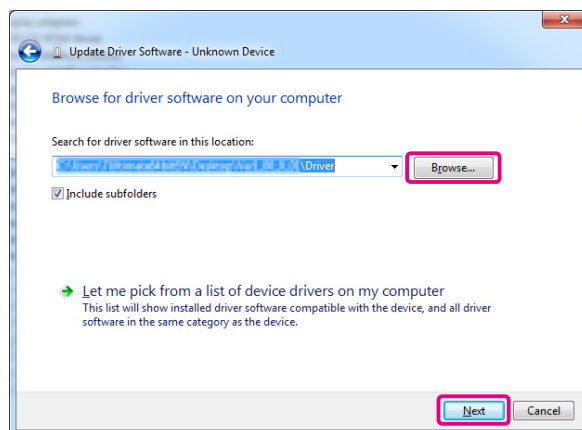 Update Driver Software - Unknown Device
Browse for driver software on your computer
Search for driver software in this location:
\Driver
Browse...
Include subfolders
Let me pick from a list of device drivers on my computer
This list will show installed driver software compatible with the device, and all driver
software in the same category as the device.
Next
Cancel